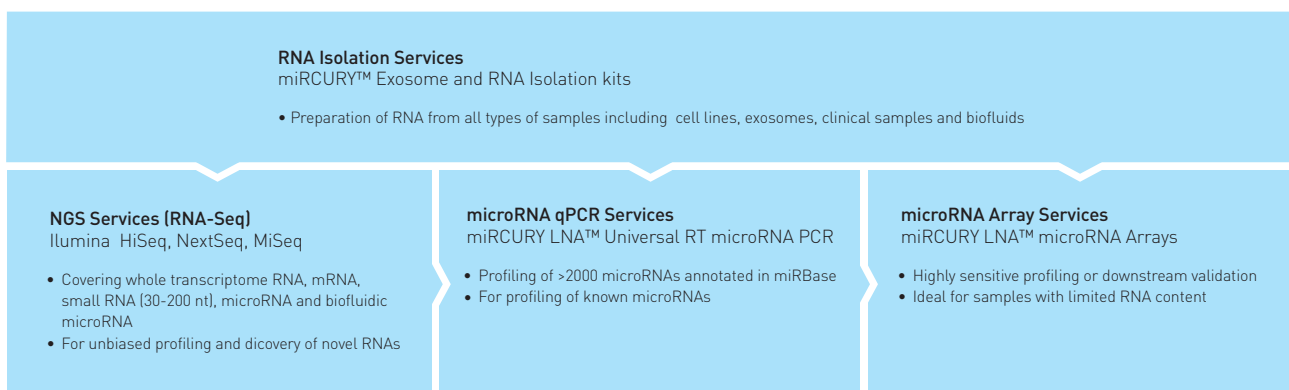 RNA Isolation Services
miRCURY™ Exosome and RNA Isolation kits
• Preparation of RNA from all types of samples including cell lines, exosomes, clinical samples and biofluids
NGS Services (RNA-Seq)
Ilumina HiSeq, NextSeq, MiSeq
• Covering whole transcriptome RNA, mRNA,
small RNA (30-200 nt), microRNA and biofluidic
microRNA
• For unbiased profiling and dicovery of novel RNAs
microRNA qPCR Services
miRCURY LNA™ Universal RT microRNA PCR
• Profiling of >2000 microRNAs annotated in miRBase
• For profiling of known microRNAs
microRNA Array Services
miRCURY LNA™ microRNA Arrays
• Highly sensitive profiling or downstream validation
• Ideal for samples with limited RNA content